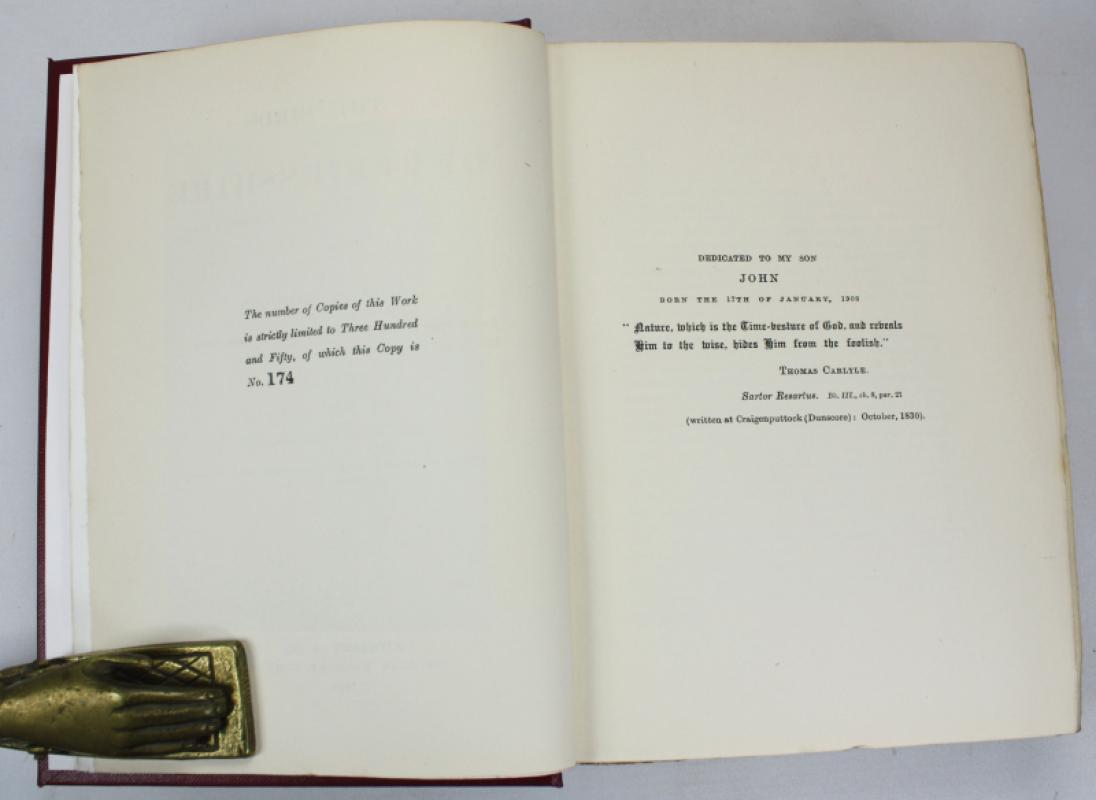 The number of Copies of this Work
is strictly limited to Three Hundred
and Fifty, of which this Copy is
No. 174
DEDICATED TO MY SON
JOHN
BORN THE 17TH OF JANUARY, 1909
"Nature, which is the Time-vesture of God, and reveals
Him to the wise, hides Him from the foolish."
THOMAS CARLYLE.
Sartor Resartus. Bk. III., ch. 8, par. 21
(written at Craigenputtock (Dunscore): October, 1830).